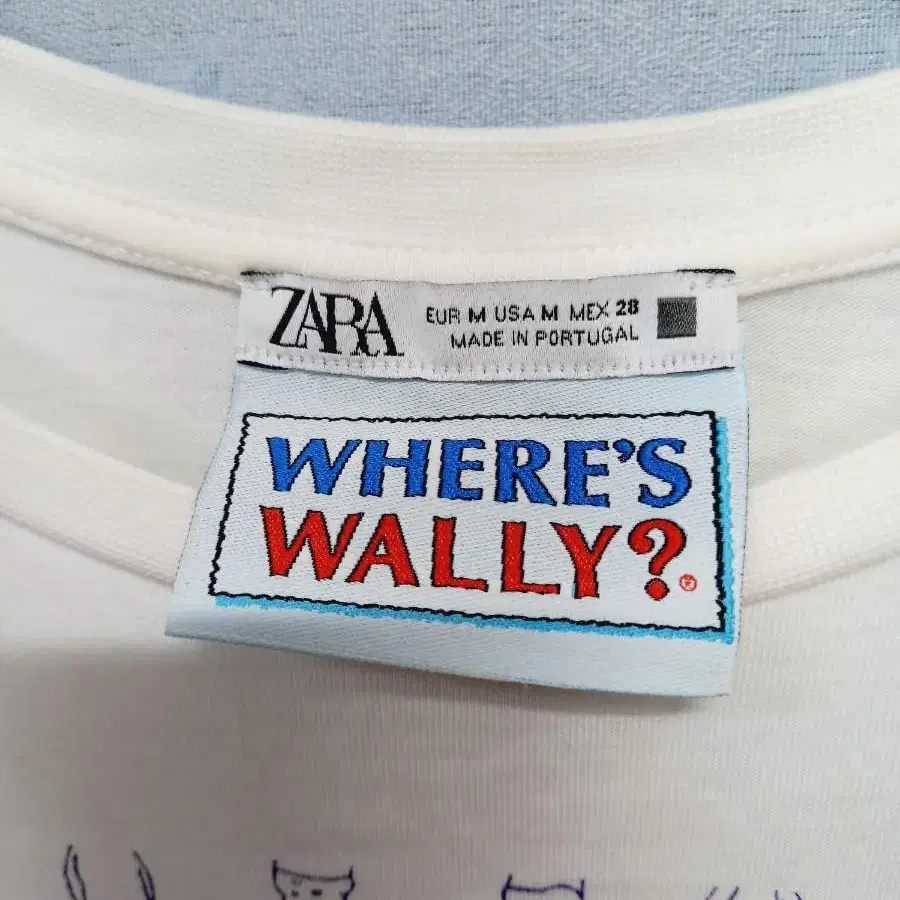 ZARA
EUR M USA M MEX 28
MADE IN PORTUGAL
WHERE'S
WALLY?®